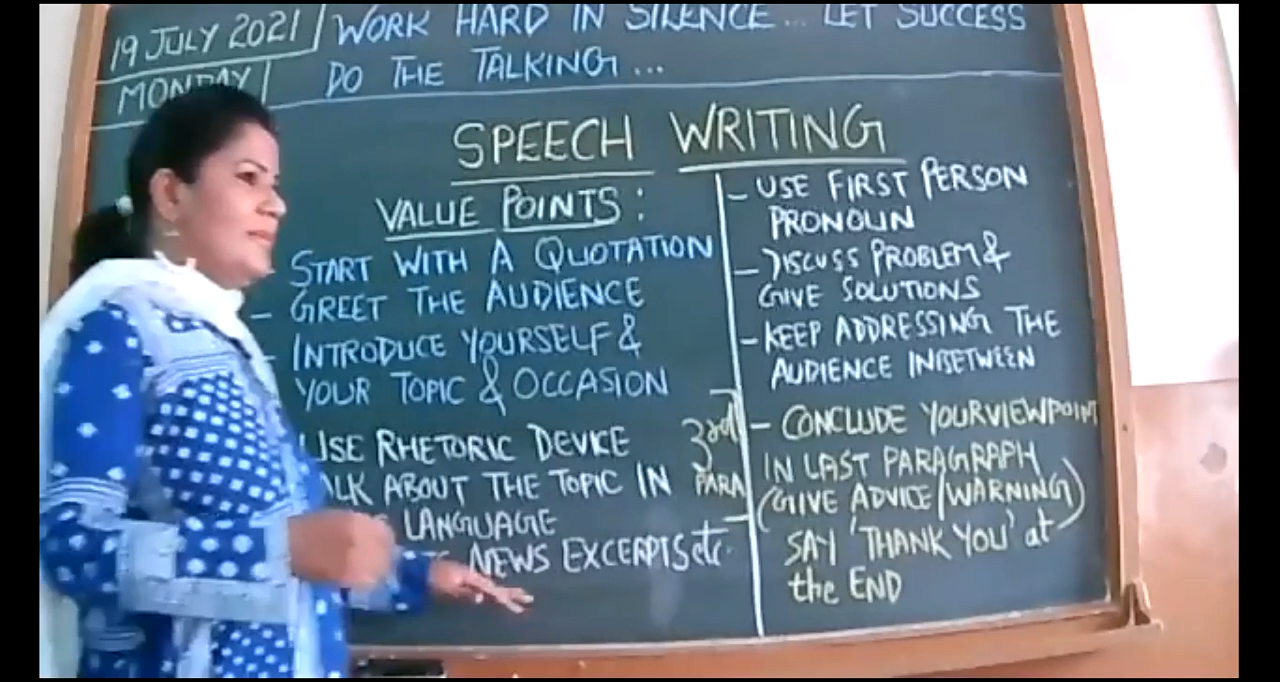 19 JULY 2021
MONDAY
WORK HARD IN SILENCE... LET SUCCESS
DO THE TALKING...
SPEECH WRITING
VALUE POINTS:
START WITH A QUOTATION
- GREET THE AUDIENCE
- INTRODUCE YOURSELF &
YOUR TOPIC & OCCASION
USE RHETORIC DEVICE
ABOUT THE TOPIC IN
LANGUAGE
NEWS EXCERPTS etc.
- USE FIRST PERSON
PRONOUN
- DISCUSS PROBLEM &
GIVE SOLUTIONS
- KEEP ADDRESSING THE
AUDIENCE INBETWEEN
3rd
PARA
- CONCLUDE YOUR VIEWPOINT
IN LAST PARAGRAPH
(GIVE ADVICE/WARNING)
SAY 'THANK YOU' at
the END